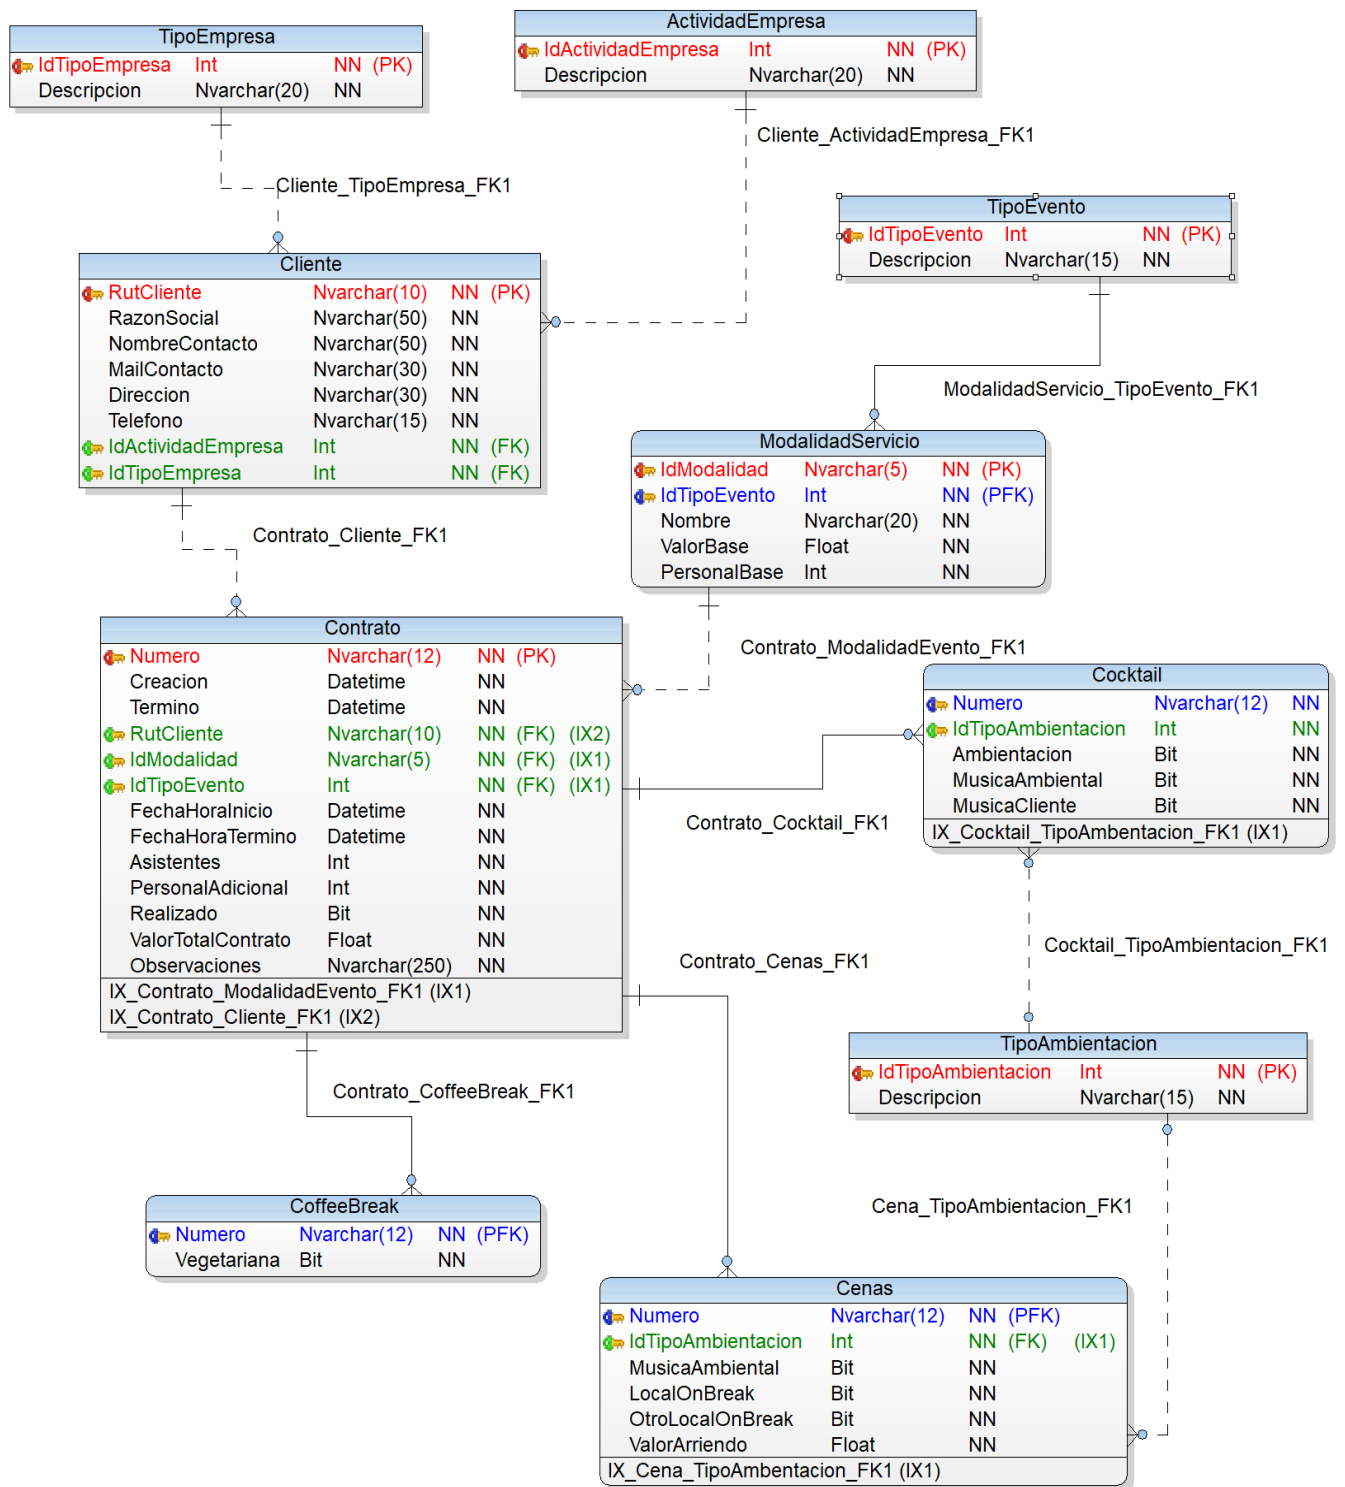 TipoEmpresa
IdTipoEmpresa Int NN (PK)
Descripcion Nvarchar(20) NN
ActividadEmpresa
IdActividadEmpresa Int NN (PK)
Descripcion Nvarchar(20) NN
Cliente_ActividadEmpresa_FK1
Cliente_TipoEmpresa_FK1
TipoEvento
IdTipoEvento Int NN (PK)
Descripcion Nvarchar(15) NN
Cliente
RutCliente Nvarchar(10) NN (PK)
RazonSocial Nvarchar(50) NN
NombreContacto Nvarchar(50) NN
MailContacto Nvarchar(30) NN
Direccion Nvarchar(30) NN
Telefono Nvarchar(15) NN
IdActividadEmpresa Int NN (FK)
IdTipoEmpresa Int NN (FK)
ModalidadServicio_TipoEvento_FK1
ModalidadServicio
IdModalidad Nvarchar(5) NN (PK)
IdTipoEvento Int NN (PFK)
Nombre Nvarchar(20) NN
ValorBase Float NN
PersonalBase Int NN
Contrato_Cliente_FK1
Contrato
Numero Nvarchar(12) NN (PK)
Creacion Datetime NN
Termino Datetime NN
RutCliente Nvarchar(10) NN (FK) (IX2)
IdModalidad Nvarchar(5) NN (FK) (IX1)
IdTipoEvento Int NN (FK) (IX1)
FechaHoraInicio Datetime NN
FechaHoraTermino Datetime NN
Asistentes Int NN
PersonalAdicional Int NN
Realizado Bit NN
ValorTotalContrato Float NN
Observaciones Nvarchar(250) NN
IX_Contrato_ModalidadEvento_FK1 (IX1)
IX_Contrato_Cliente_FK1 (IX2)
Contrato_ModalidadEvento_FK1
Cocktail
Numero Nvarchar(12) NN
IdTipoAmbientacion Int NN
Ambientacion Bit NN
MusicaAmbiental Bit NN
MusicaCliente Bit NN
IX_Cocktail_TipoAmbentacion_FK1 (IX1)
Contrato_Cocktail_FK1
Cocktail_TipoAmbientacion_FK1
Contrato_Cenas_FK1
TipoAmbientacion
IdTipoAmbientacion Int NN (PK)
Descripcion Nvarchar(15) NN
Contrato_CoffeeBreak_FK1
CoffeeBreak
Numero Nvarchar(12) NN (PFK)
Vegetariana Bit NN
Cena_TipoAmbientacion_FK1
Cenas
Numero Nvarchar(12) NN (PFK)
IdTipoAmbientacion Int NN (FK) (IX1)
MusicaAmbiental Bit NN
LocalOnBreak Bit NN
OtroLocalOnBreak Bit NN
ValorArriendo Float NN
IX_Cena_TipoAmbentacion_FK1 (IX1)